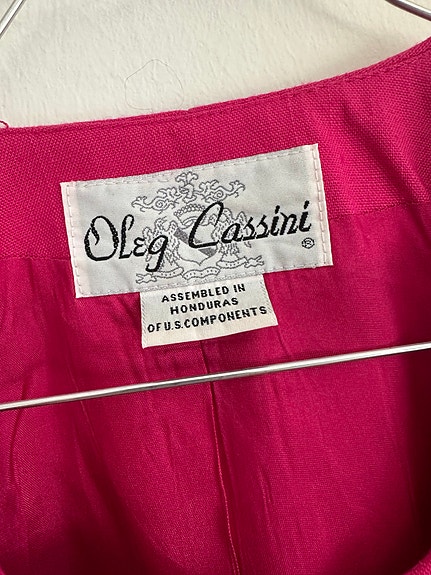 Oleg Cassini ®
ASSEMBLED IN
HONDURAS
OF U.S. COMPONENTS